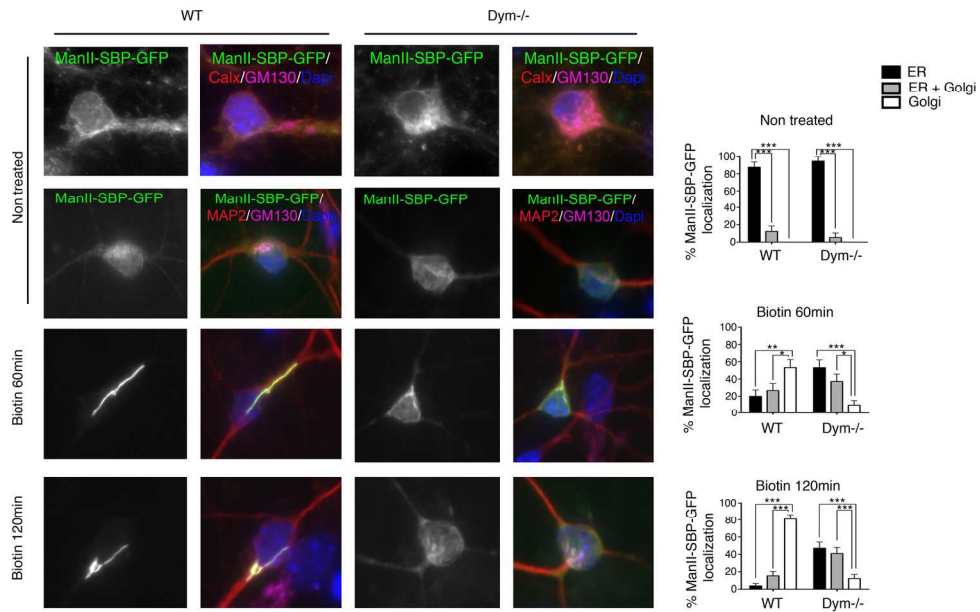 WT
Dym-/-
Non treated
ManII-SBP-GFP
ManII-SBP-GFP/
Calx/GM130/Dapi
ManII-SBP-GFP
ManII-SBP-GFP/
Calx/GM130/Dapi
ManII-SBP-GFP
ManII-SBP-GFP/
MAP2/GM130/Dapi
ManII-SBP-GFP
ManII-SBP-GFP/
MAP2/GM130/Dapi
Biotin 60min
Biotin 120min
ER
ER + Golgi
Golgi
Non treated
% ManII-SBP-GFP
localization
100
80
60
40
20
0
***
***
***
***
WT
Dym-/-
Biotin 60min
% ManII-SBP-GFP
localization
100
80
60
40
20
0
**
*
***
*
WT
Dym-/-
Biotin 120min
% ManII-SBP-GFP
localization
100
80
60
40
20
0
***
***
***
***
WT
Dym-/-